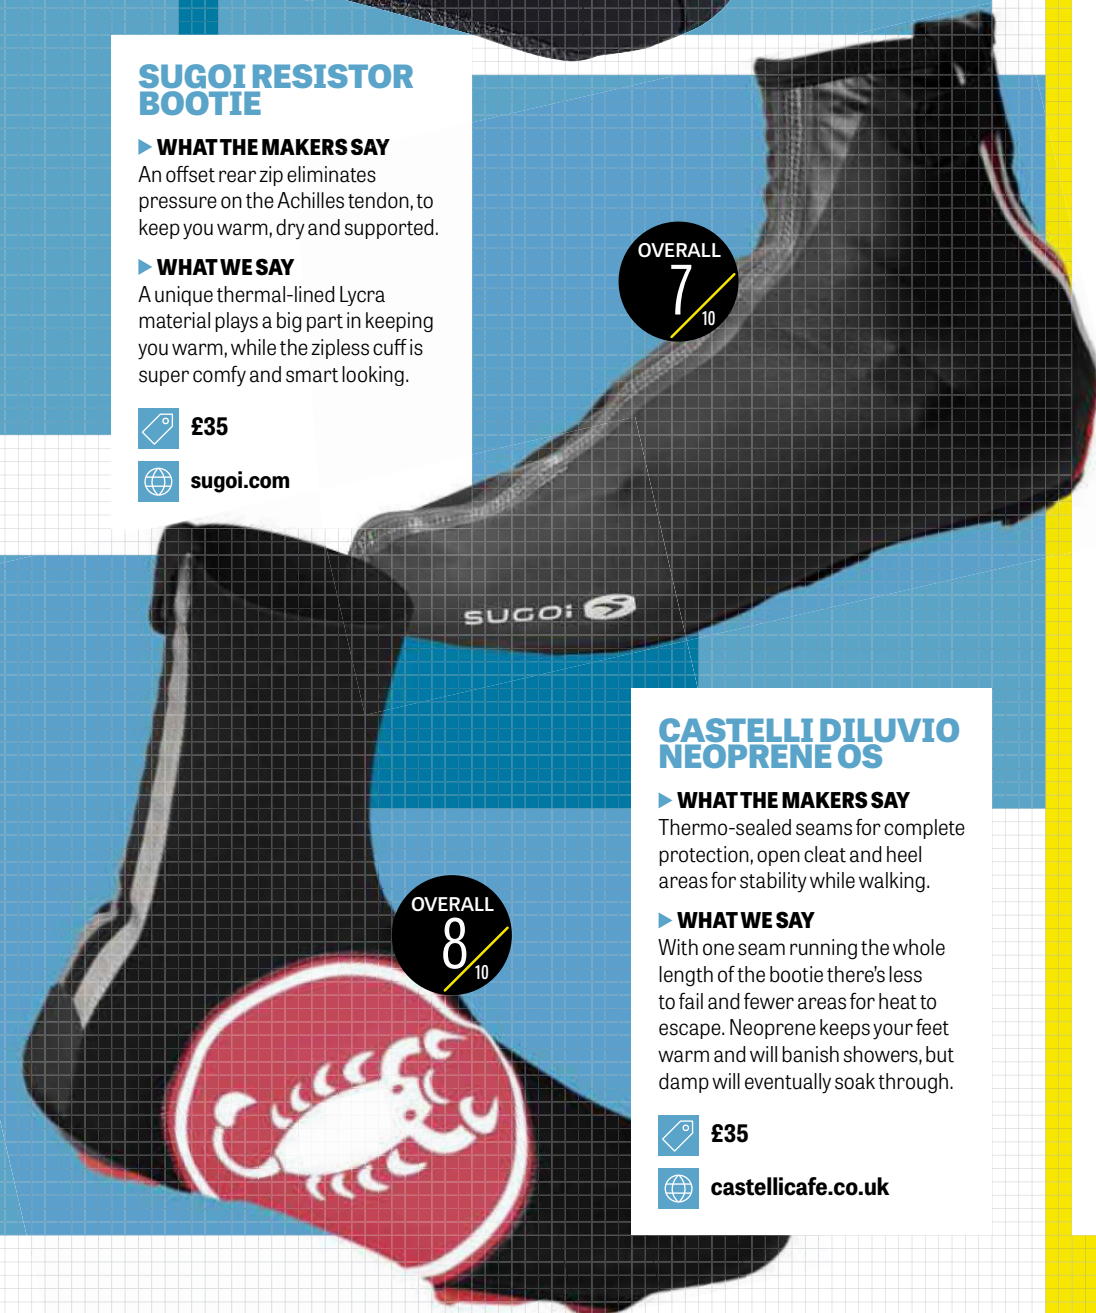 SUGOI RESISTOR
BOOTIE
WHAT THE MAKERS SAY
An offset rear zip eliminates
pressure on the Achilles tendon, to
keep you warm, dry and supported.
WHAT WE SAY
A unique thermal-lined Lycra
material plays a big part in keeping
you warm, while the zipless cuff is
super comfy and smart looking.
£35
sugoi.com
OVERALL
7
10
SUGOi
CASTELLI DILUVIO
NEOPRENE OS
WHAT THE MAKERS SAY
Thermo-sealed seams for complete
protection, open cleat and heel
areas for stability while walking.
WHAT WE SAY
With one seam running the whole
length of the bootie there's less
to fail and fewer areas for heat to
escape. Neoprene keeps your feet
warm and will banish showers, but
damp will eventually soak through.
£35
castellicafe.co.uk
OVERALL
8
10